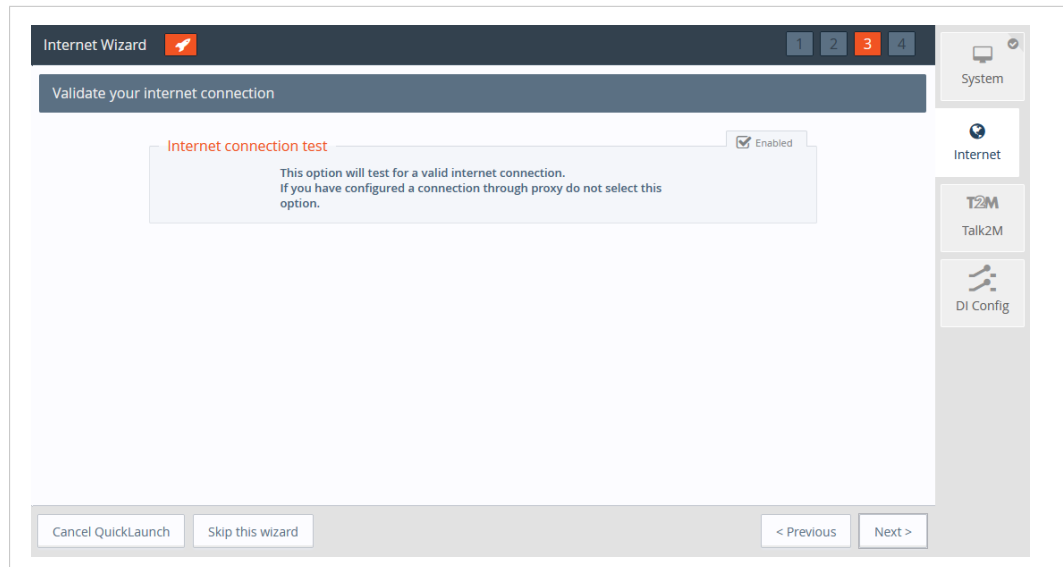 Internet Wizard
1 2 3 4
System
Validate your internet connection
Internet connection test
Enabled
This option will test for a valid internet connection.
If you have configured a connection through proxy do not select this
option.
Internet
T2M
Talk2M
DI Config
Cancel QuickLaunch
Skip this wizard
< Previous
Next >